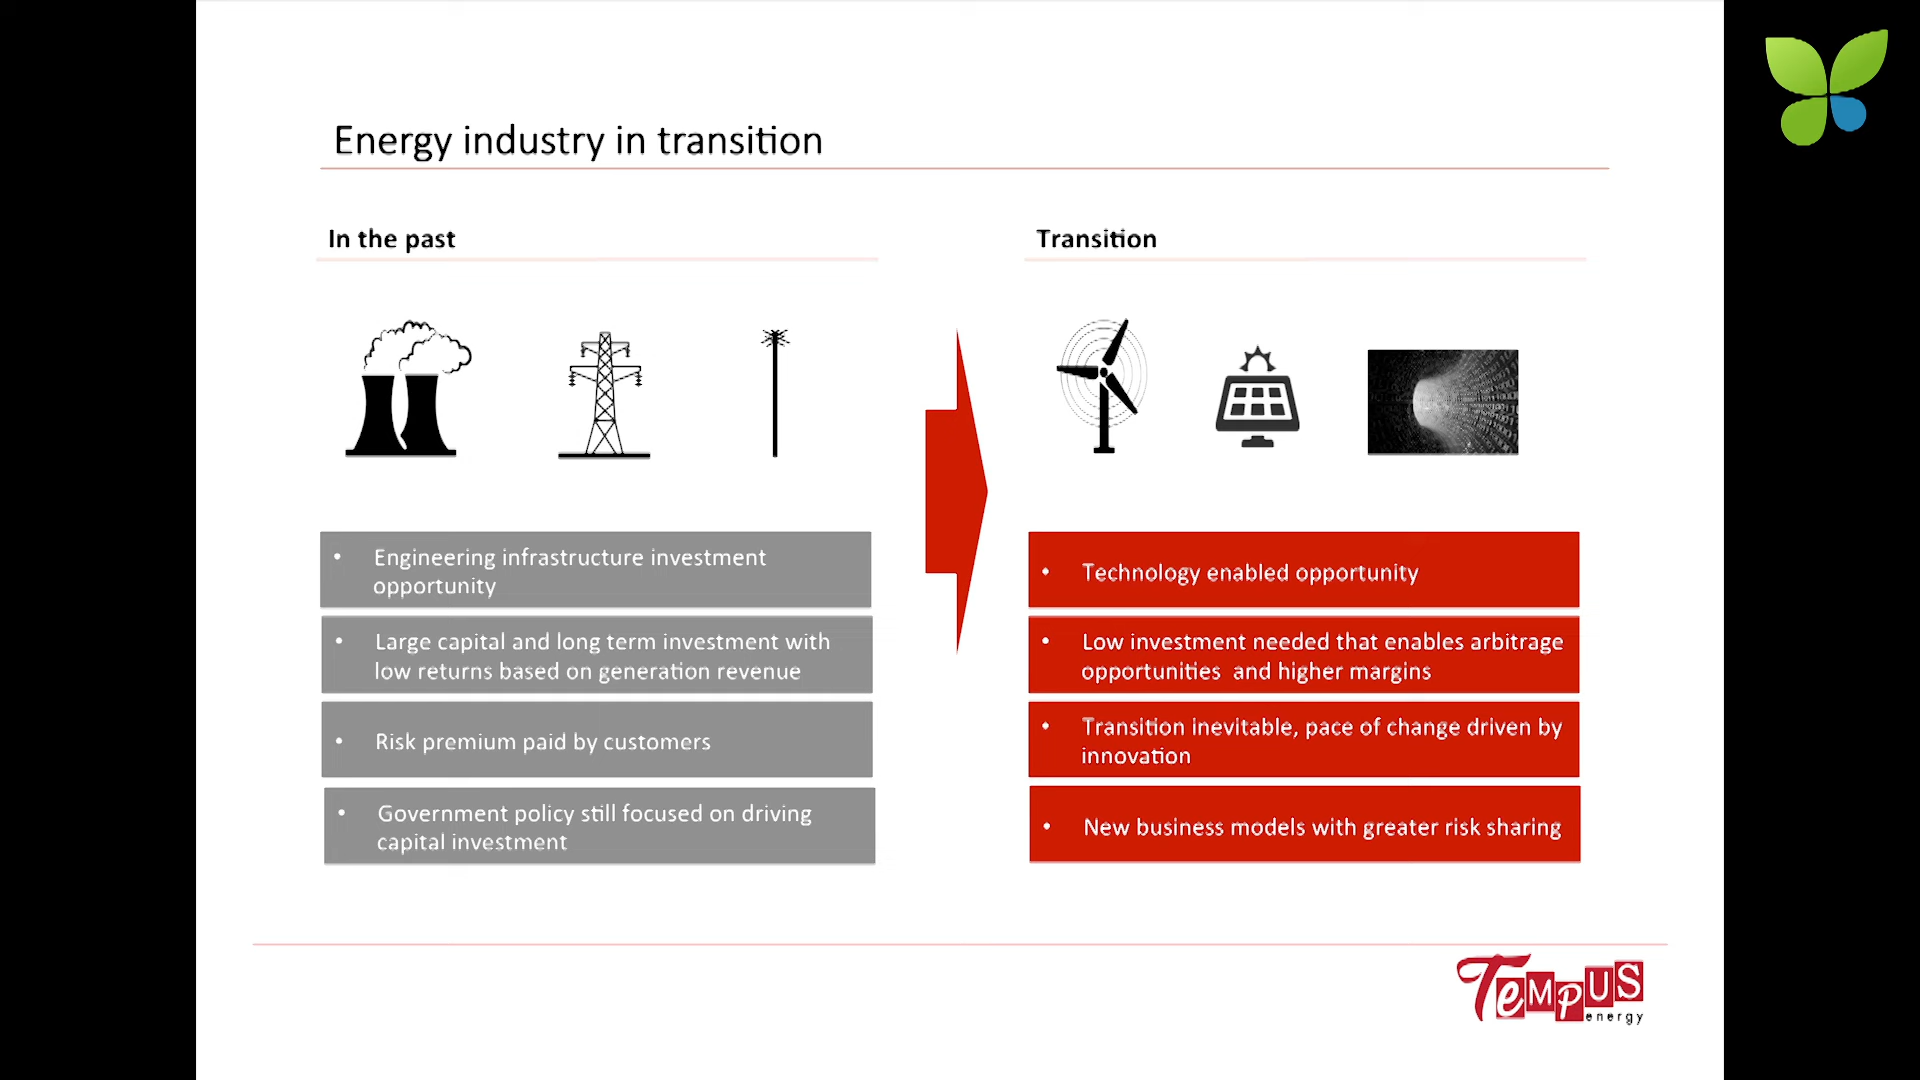 Energy industry in transition
In the past
Engineering infrastructure investment
opportunity
Large capital and long term investment with
low returns based on generation revenue
Risk premium paid by customers
Government policy still focused on driving
capital investment
Transition
Technology enabled opportunity
Low investment needed that enables arbitrage
opportunities and higher margins
Transition inevitable, pace of change driven by
innovation
New business models with greater risk sharing
TeMpUS
energy